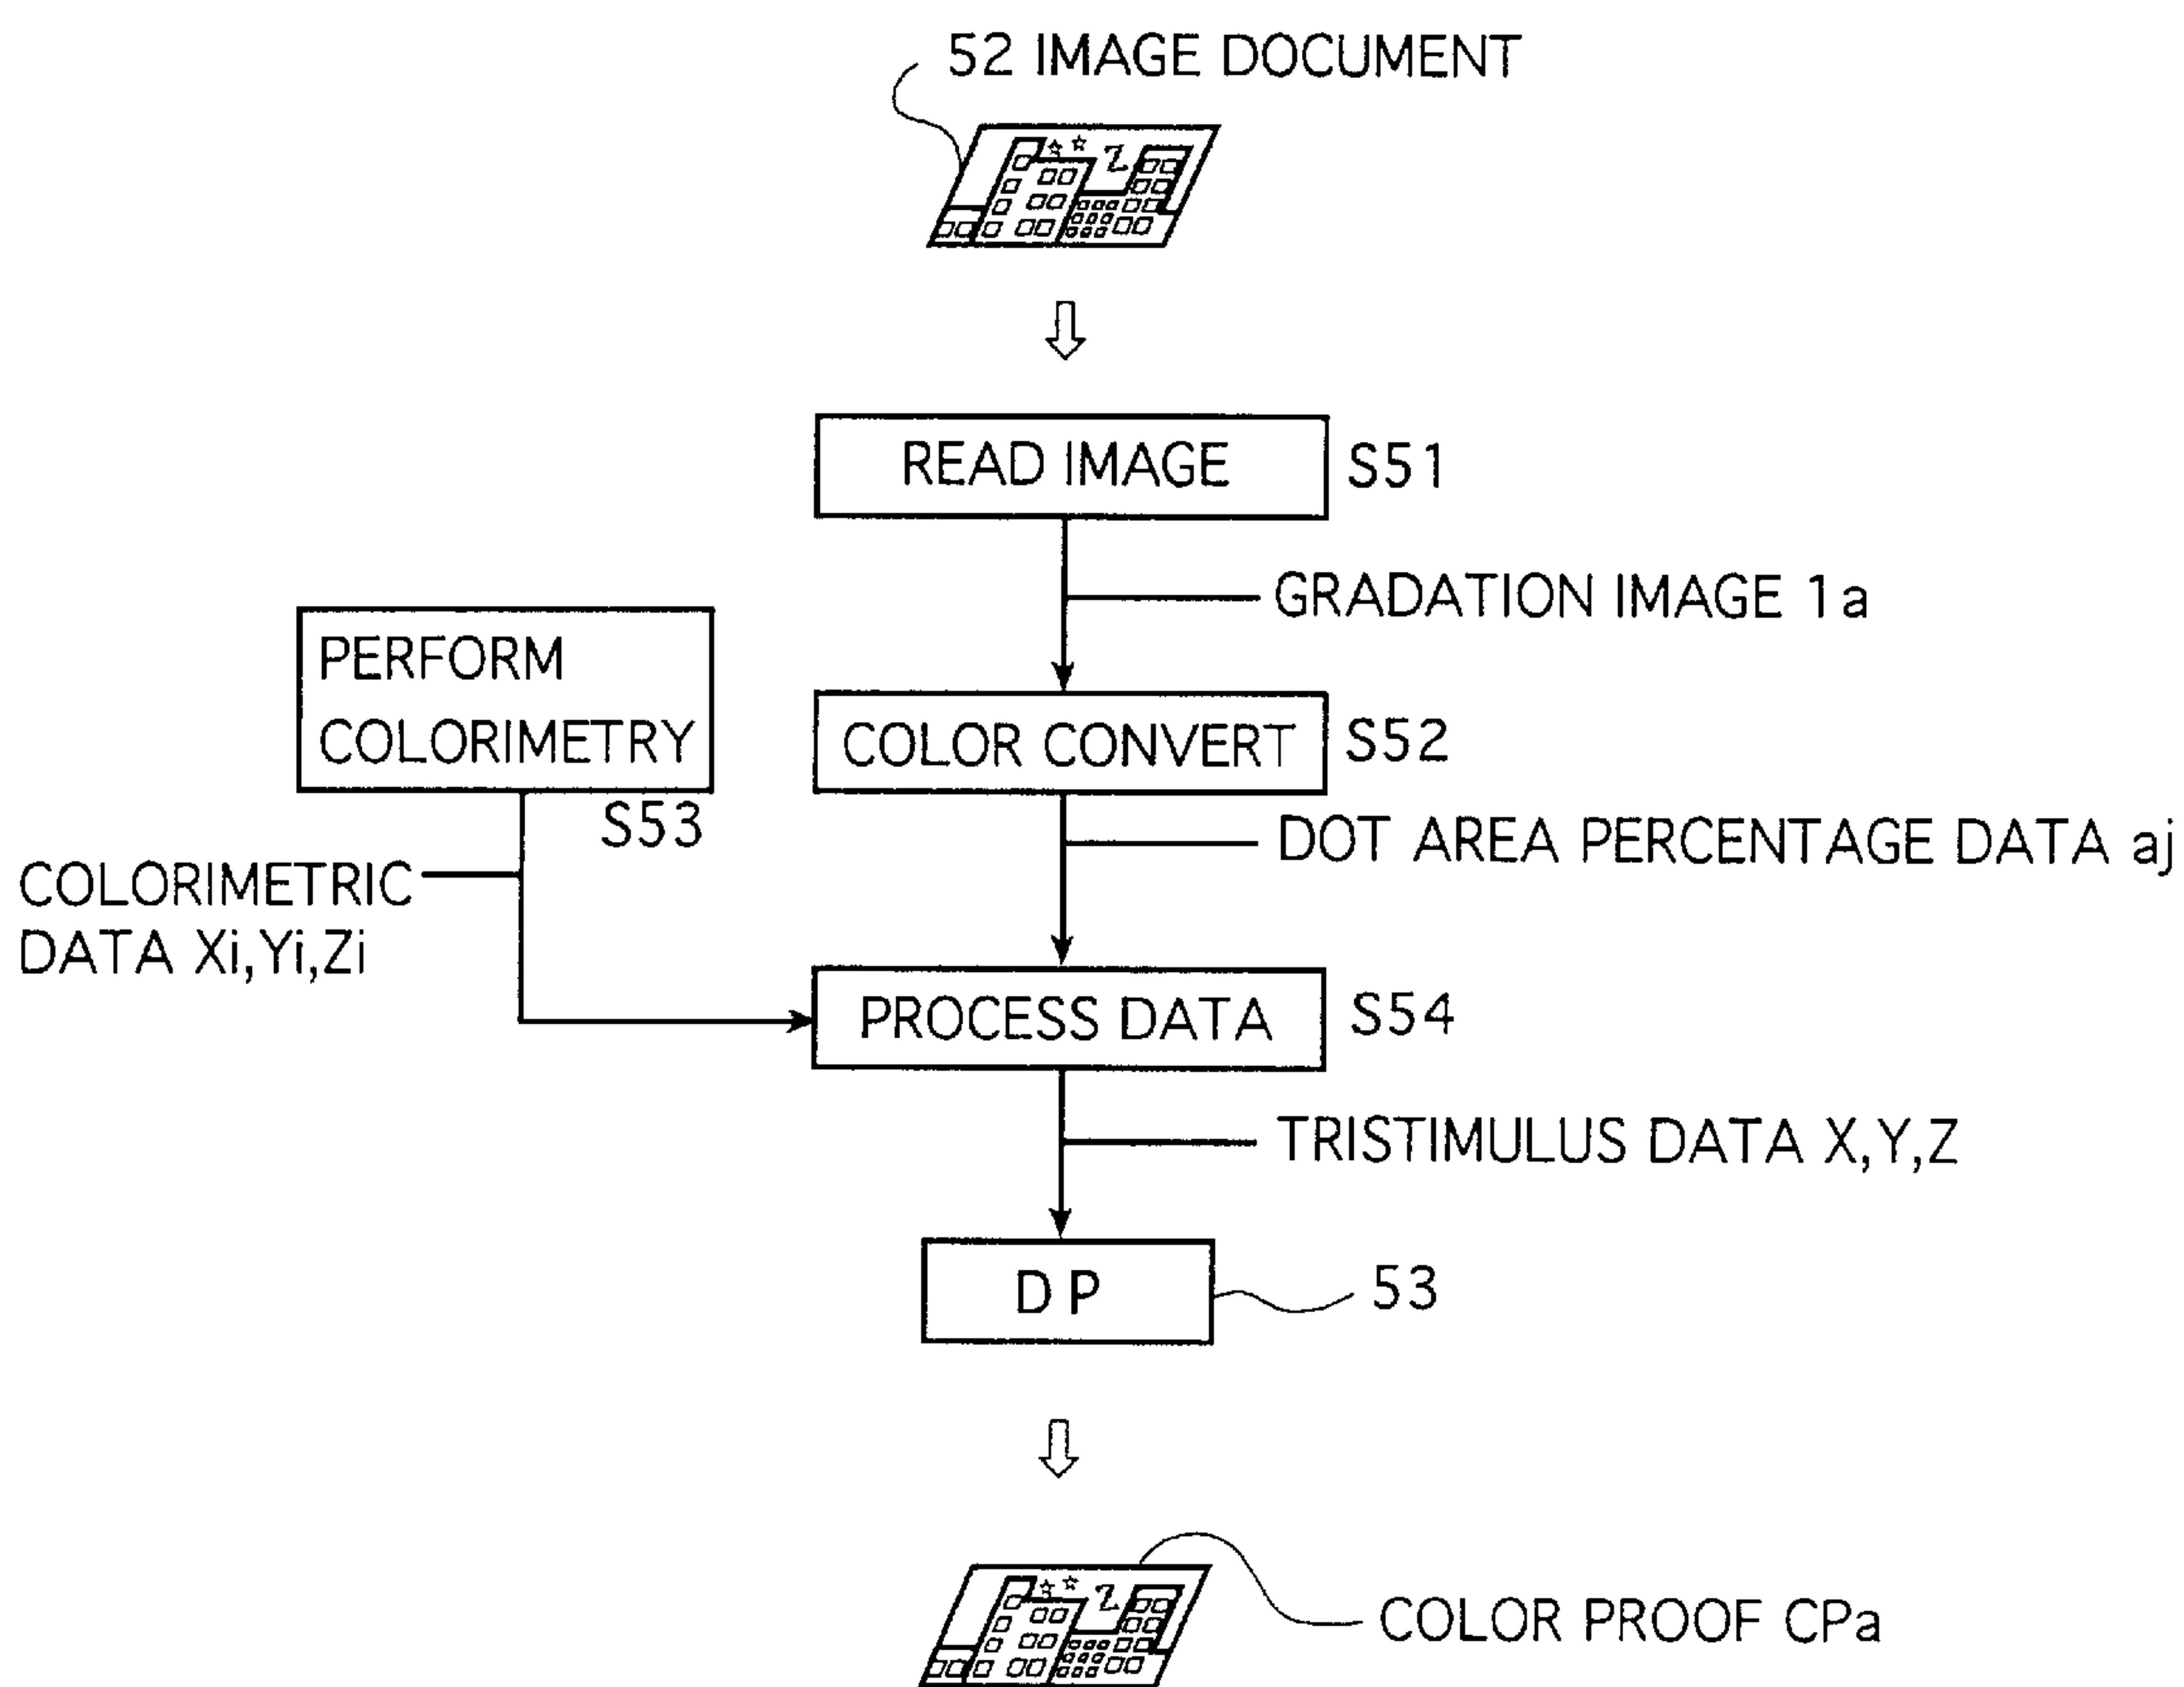 52 IMAGE DOCUMENT
READ IMAGE
S51
GRADATION IMAGE 1a
PERFORM
COLORIMETRY
S53
COLOR CONVERT
S52
COLORIMETRIC
DATA Xi,Yi,Zi
DOT AREA PERCENTAGE DATA aj
PROCESS DATA
S54
TRISTIMULUS DATA X,Y,Z
DP
53
COLOR PROOF CPa